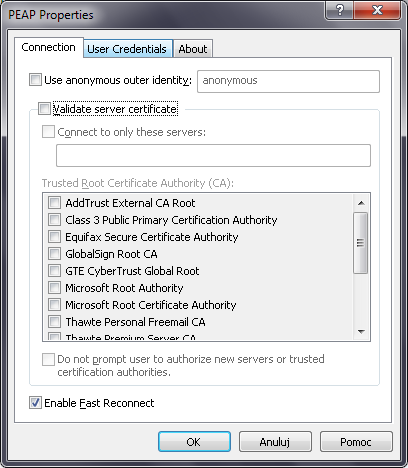 PEAP Properties
Connection
User Credentials
About
Use anonymous outer identity:
anonymous
Validate server certificate
Connect to only these servers:
Trusted Root Certificate Authority (CA):
AddTrust External CA Root
Class 3 Public Primary Certification Authority
Equifax Secure Certificate Authority
GlobalSign Root CA
GTE CyberTrust Global Root
Microsoft Root Authority
Microsoft Root Certificate Authority
Thawte Personal Freemail CA
Thawte Premium Server CA
Do not prompt user to authorize new servers or trusted
certification authorities.
Enable Fast Reconnect
OK
Anuluj
Pomoc